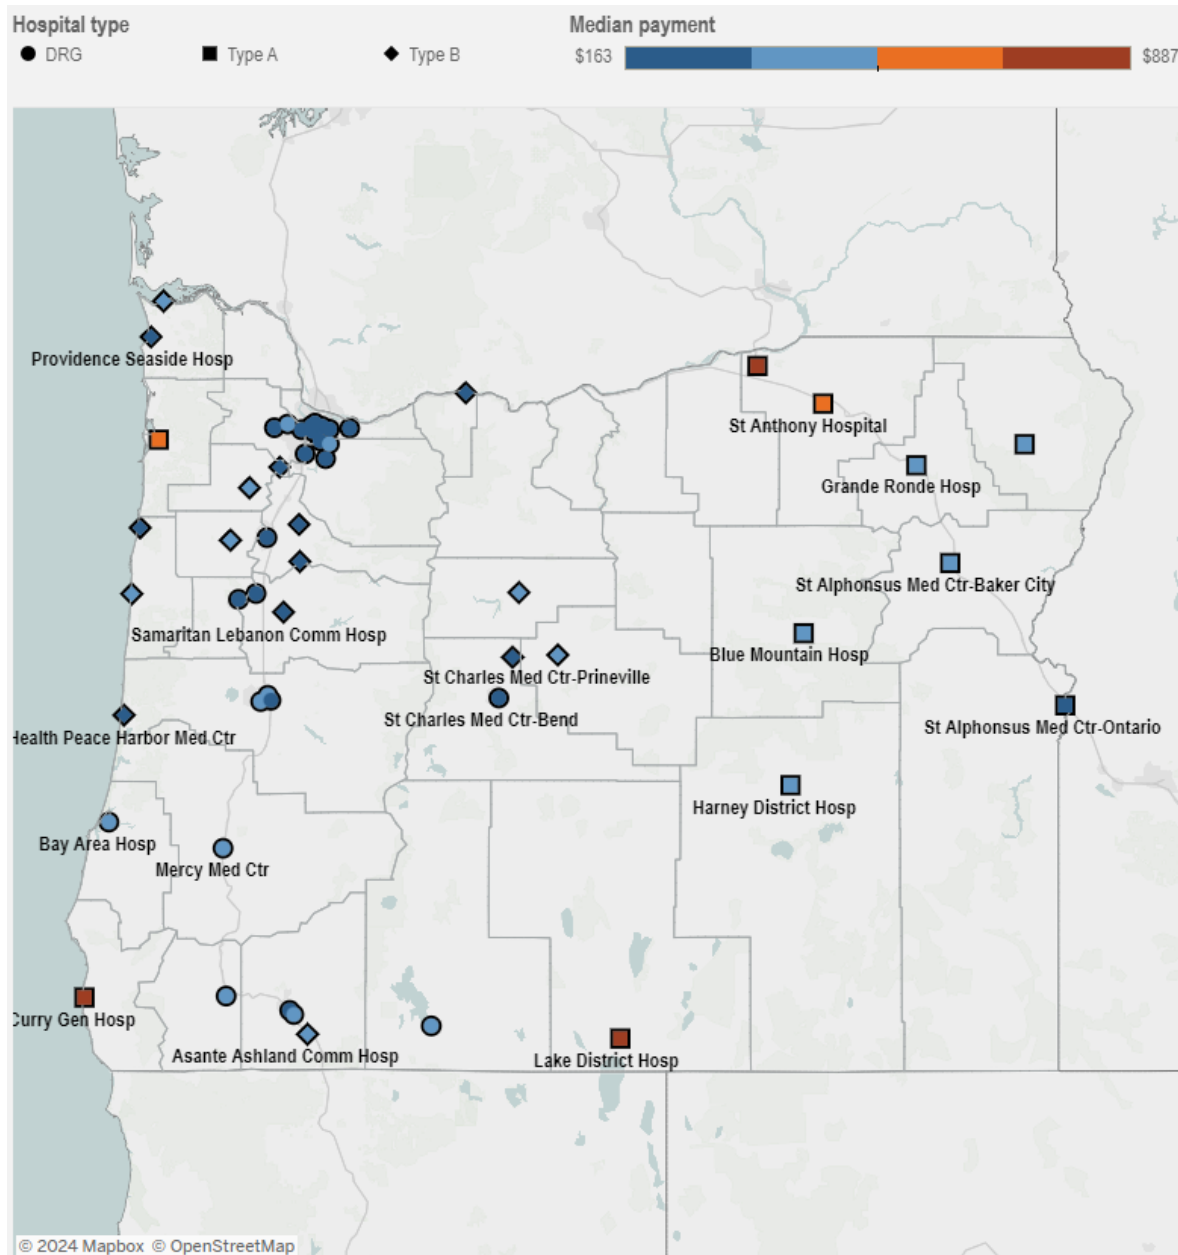 Hospital type
Median payment
DRG
Type A
Type B
$163
$887
Providence Seaside Hosp
St Anthony Hospital
Grande Ronde Hosp
St Alphonsus Med Ctr-Baker City
Samaritan Lebanon Comm Hosp
Blue Mountain Hosp
St Charles Med Ctr-Prineville
St Charles Med Ctr-Bend
St Alphonsus Med Ctr-Ontario
Health Peace Harbor Med Ctr
Harney District Hosp
Bay Area Hosp
Mercy Med Ctr
Curry Gen Hosp
Asante Ashland Comm Hosp
Lake District Hosp
© 2024 Mapbox © OpenStreetMap